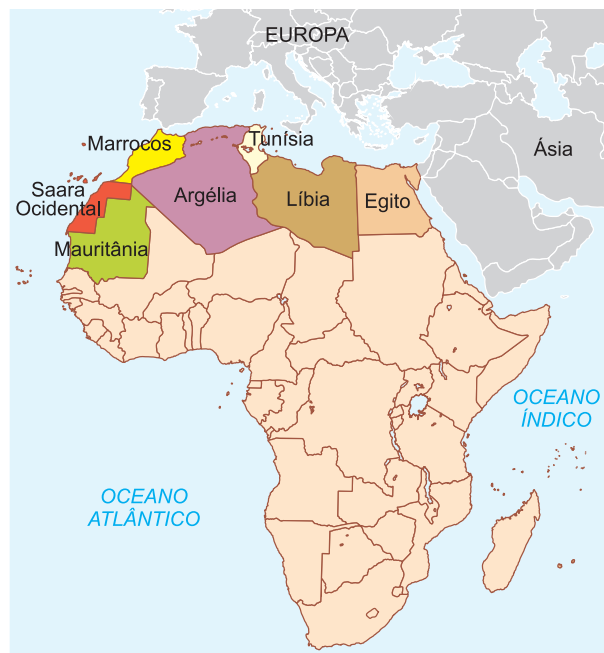 EUROPA
Marrocos
Tunísia
Ásia
Saara
Ocidental
Argélia
Líbia
Egito
Mauritânia
OCEANO
ÍNDICO
OCEANO
ATLÂNTICO